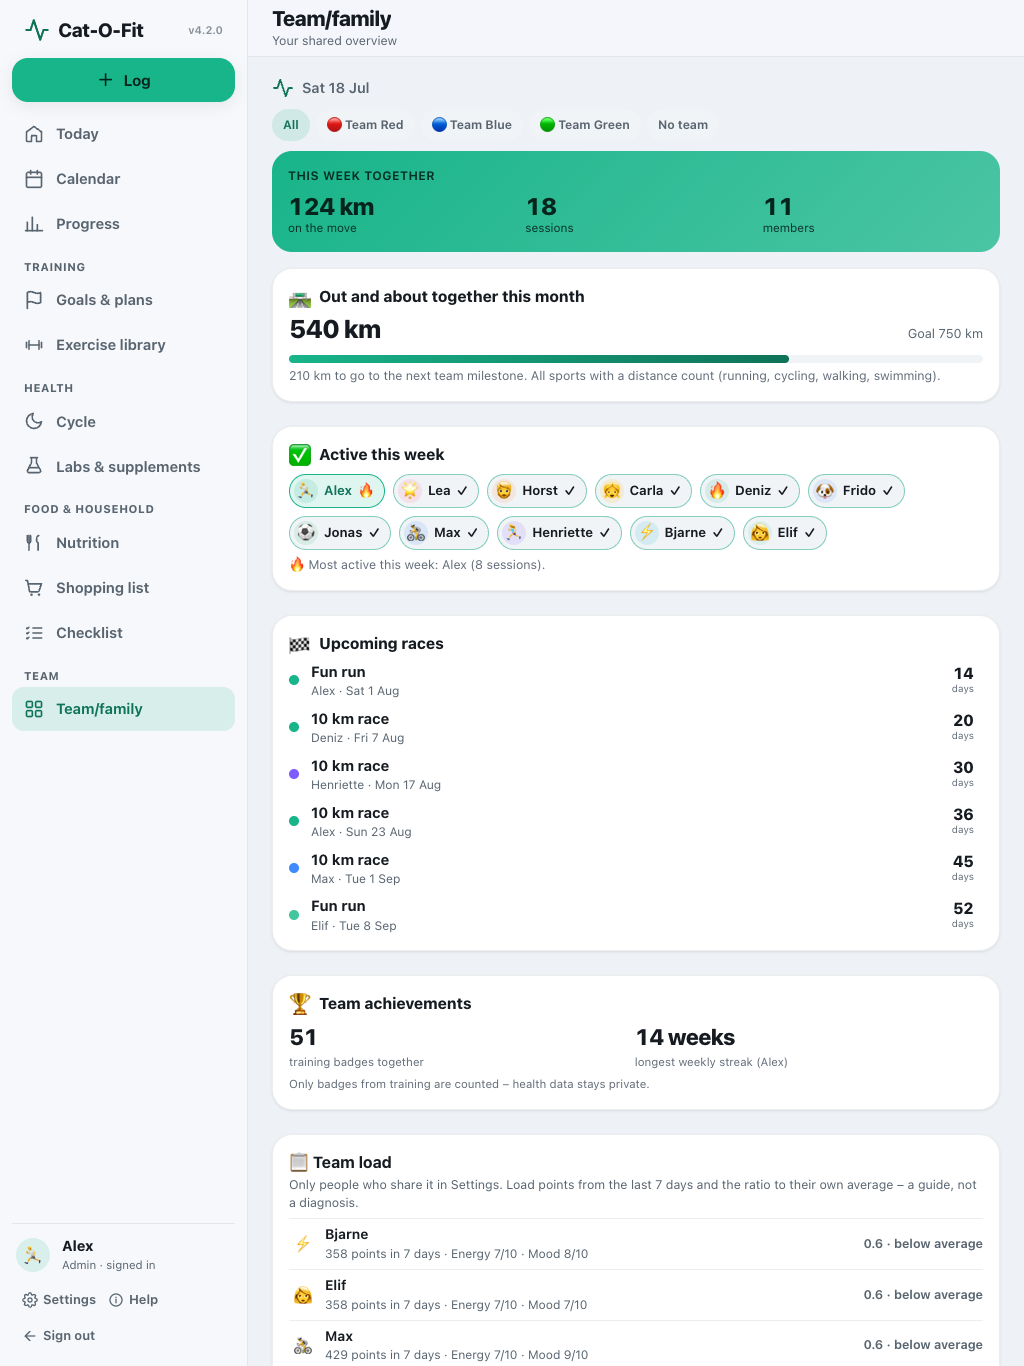 Cat-O-Fit
v4.2.0
+ Log
Today
Calendar
Progress
TRAINING
Goals & plans
Exercise library
HEALTH
Cycle
Labs & supplements
FOOD & HOUSEHOLD
Nutrition
Shopping list
Checklist
TEAM
Team/family
Alex
Admin · signed in
Settings
Help
Sign out
Team/family
Your shared overview
Sat 18 Jul
All
Team Red
Team Blue
Team Green
No team
THIS WEEK TOGETHER
124 km
on the move
18
sessions
11
members
Out and about together this month
540 km
Goal 750 km
210 km to go to the next team milestone. All sports with a distance count (running, cycling, walking, swimming).
Active this week
Alex
Lea ✓
Horst ✓
Carla ✓
Deniz ✓
Frido ✓
Jonas ✓
Max ✓
Henriette ✓
Bjarne ✓
Elif ✓
Most active this week: Alex (8 sessions).
Upcoming races
Fun run
Alex · Sat 1 Aug
14
days
10 km race
Deniz · Fri 7 Aug
20
days
10 km race
Henriette · Mon 17 Aug
30
days
10 km race
Alex · Sun 23 Aug
36
days
10 km race
Max · Tue 1 Sep
45
days
Fun run
Elif · Tue 8 Sep
52
days
Team achievements
51
training badges together
14 weeks
longest weekly streak (Alex)
Only badges from training are counted – health data stays private.
Team load
Only people who share it in Settings. Load points from the last 7 days and the ratio to their own average – a guide, not
a diagnosis.
Bjarne
358 points in 7 days · Energy 7/10 · Mood 8/10
0.6 · below average
Elif
358 points in 7 days · Energy 7/10 · Mood 7/10
0.6 · below average
Max
429 points in 7 days · Energy 7/10 · Mood 9/10
0.6 · below average